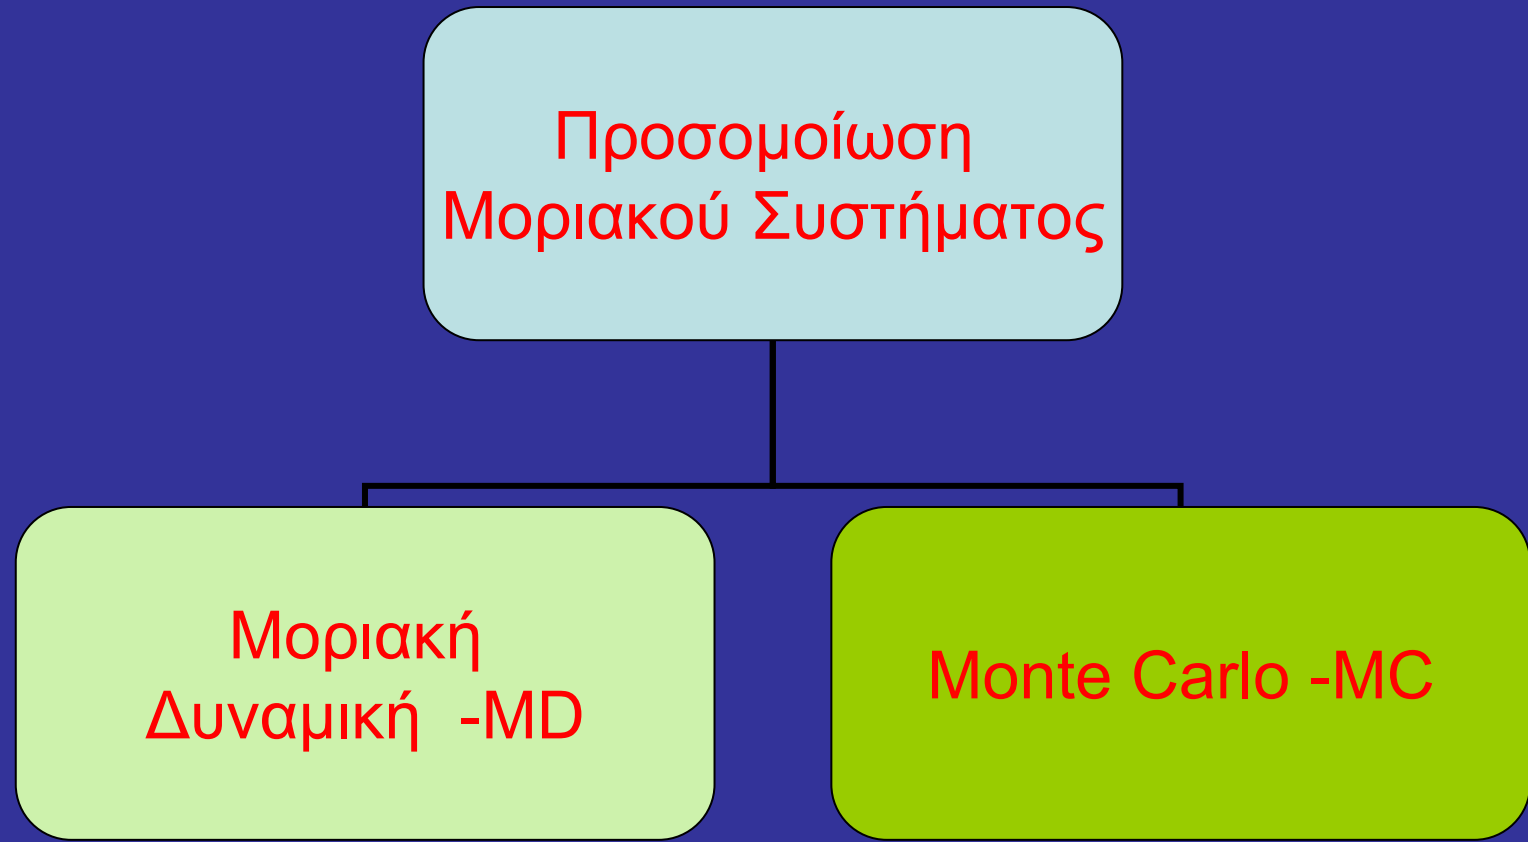 Προσομοίωση
Μοριακού Συστήματος
Μοριακή
Δυναμική -MD
Monte Carlo -MC